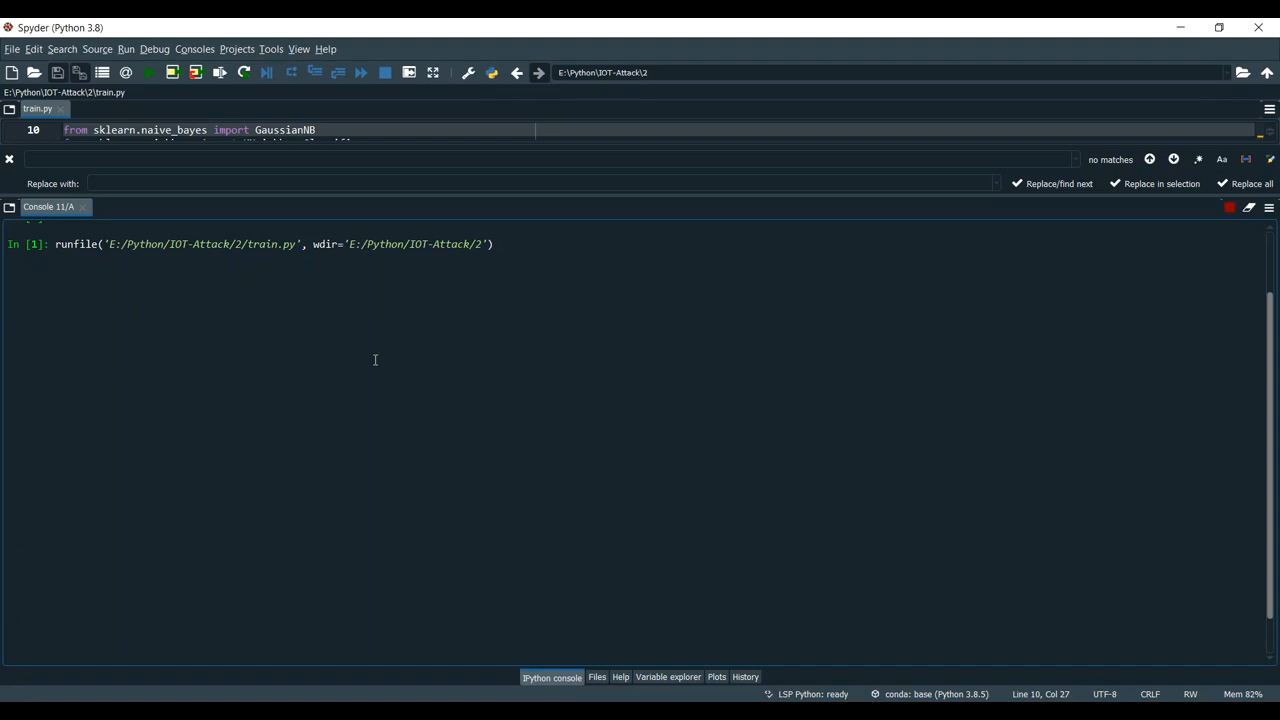 Spyder (Python 3.8)
File Edit Search Source Run Debug Consoles Projects Tools View Help
E:\Python\IOT-Attack\2
E:\Python\IOT-Attack\2\train.py
train.py
10 from sklearn.naive_bayes import GaussianNB
no matches
Aa
Replace with:
Replace/find next
Replace in selection
Replace all
Console 11/A
In [1]: runfile('E:/Python/IOT-Attack/2/train.py', wdir='E:/Python/IOT-Attack/2')
IPython console Files Help Variable explorer Plots History
LSP Python: ready conda: base (Python 3.8.5) Line 10, Col 27 UTF-8 CRLF RW Mem 82%